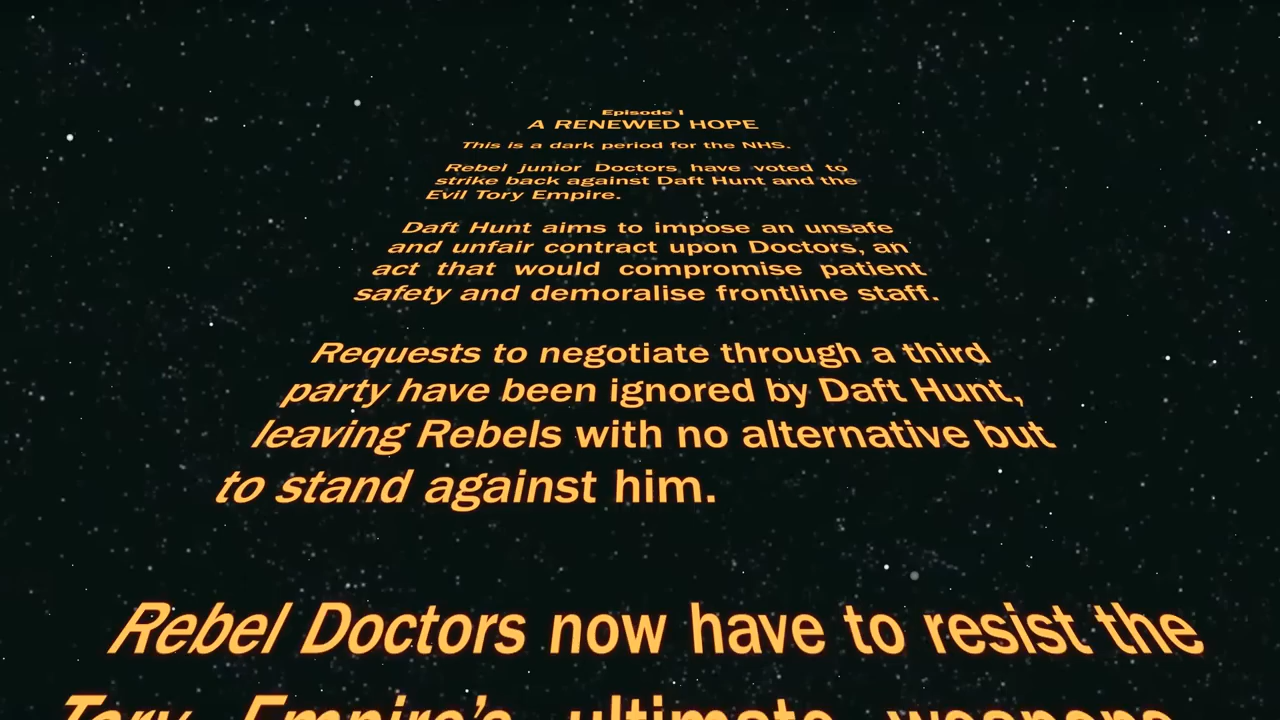 Episode I
A RENEWED HOPE
This is a dark period for the NHS.
Rebel junior Doctors have voted to
strike back against Daft Hunt and the
Evil Tory Empire.
Daft Hunt aims to impose an unsafe
and unfair contract upon Doctors, an
act that would compromise patient
safety and demoralise frontline staff.
Requests to negotiate through a third
party have been ignored by Daft Hunt,
leaving Rebels with no alternative but
to stand against him.
Rebel Doctors now have to resist the
Tory Empire's ultimate weapons